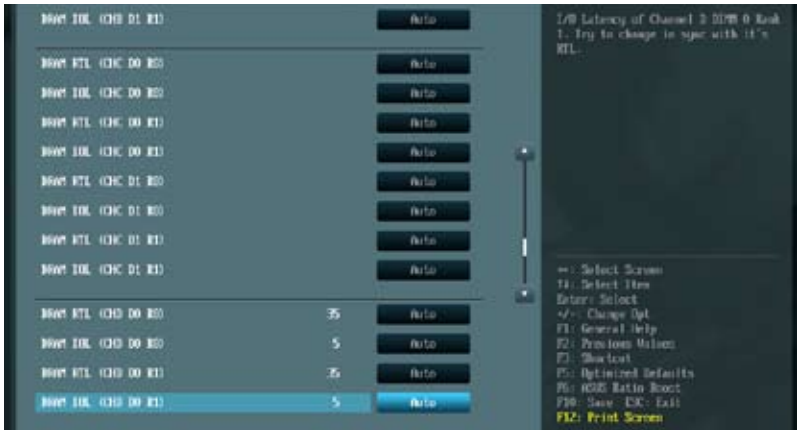 DRAM IOL (CHB D1 R1) Auto
DRAM RTL (CHC D0 R0) Auto
DRAM IOL (CHC D0 R0) Auto
DRAM RTL (CHC D0 R1) Auto
DRAM IOL (CHC D0 R1) Auto
DRAM RTL (CHC D1 R0) Auto
DRAM IOL (CHC D1 R0) Auto
DRAM RTL (CHC D1 R1) Auto
DRAM IOL (CHC D1 R1) Auto
DRAM RTL (CHD D0 R0) 35 Auto
DRAM IOL (CHD D0 R0) 5 Auto
DRAM RTL (CHD D0 R1) 35 Auto
DRAM IOL (CHD D0 R1) 5 Auto
I/O Latency of Channel 3 DIMM 0 Rank
1. Try to change in sync with it's
RTL.
→←: Select Screen
↑↓: Select Item
Enter: Select
+/-: Change Opt
F1: General Help
F2: Previous Values
F3: Shortcut
F5: Optimized Defaults
F6: ASUS Ratio Boost
F10: Save ESC: Exit
F12: Print Screen